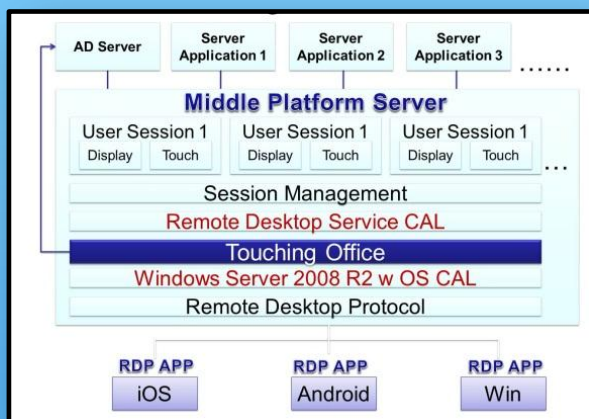 AD Server
Server
Application 1
Server
Application 2
Server
Application 3
......
Middle Platform Server
User Session 1
Display
Touch
User Session 1
Display
Touch
User Session 1
Display
Touch
...
Session Management
Remote Desktop Service CAL
Touching Office
Windows Server 2008 R2 w OS CAL
Remote Desktop Protocol
RDP APP
iOS
RDP APP
Android
RDP APP
Win